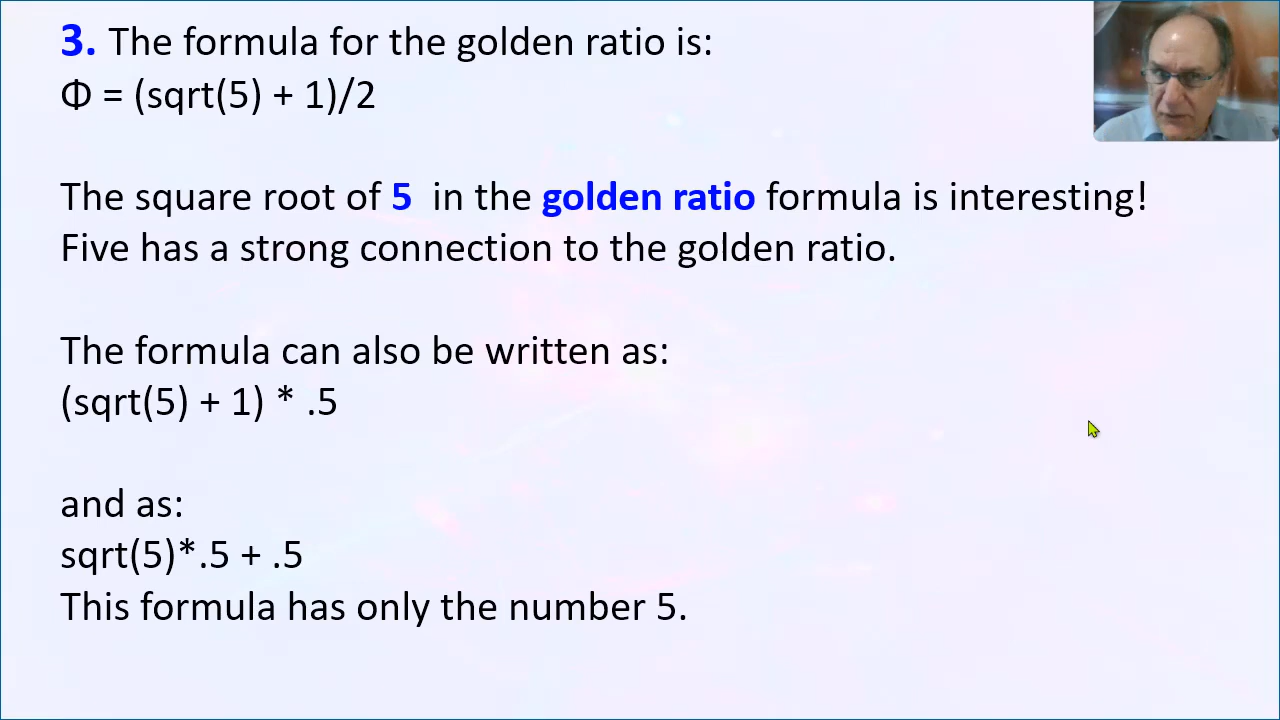 3. The formula for the golden ratio is:
Φ = (sqrt(5) + 1)/2
The square root of 5  in the golden ratio formula is interesting!
Five has a strong connection to the golden ratio.
The formula can also be written as:
(sqrt(5) + 1) * .5
and as:
sqrt(5)*.5 + .5
This formula has only the number 5.